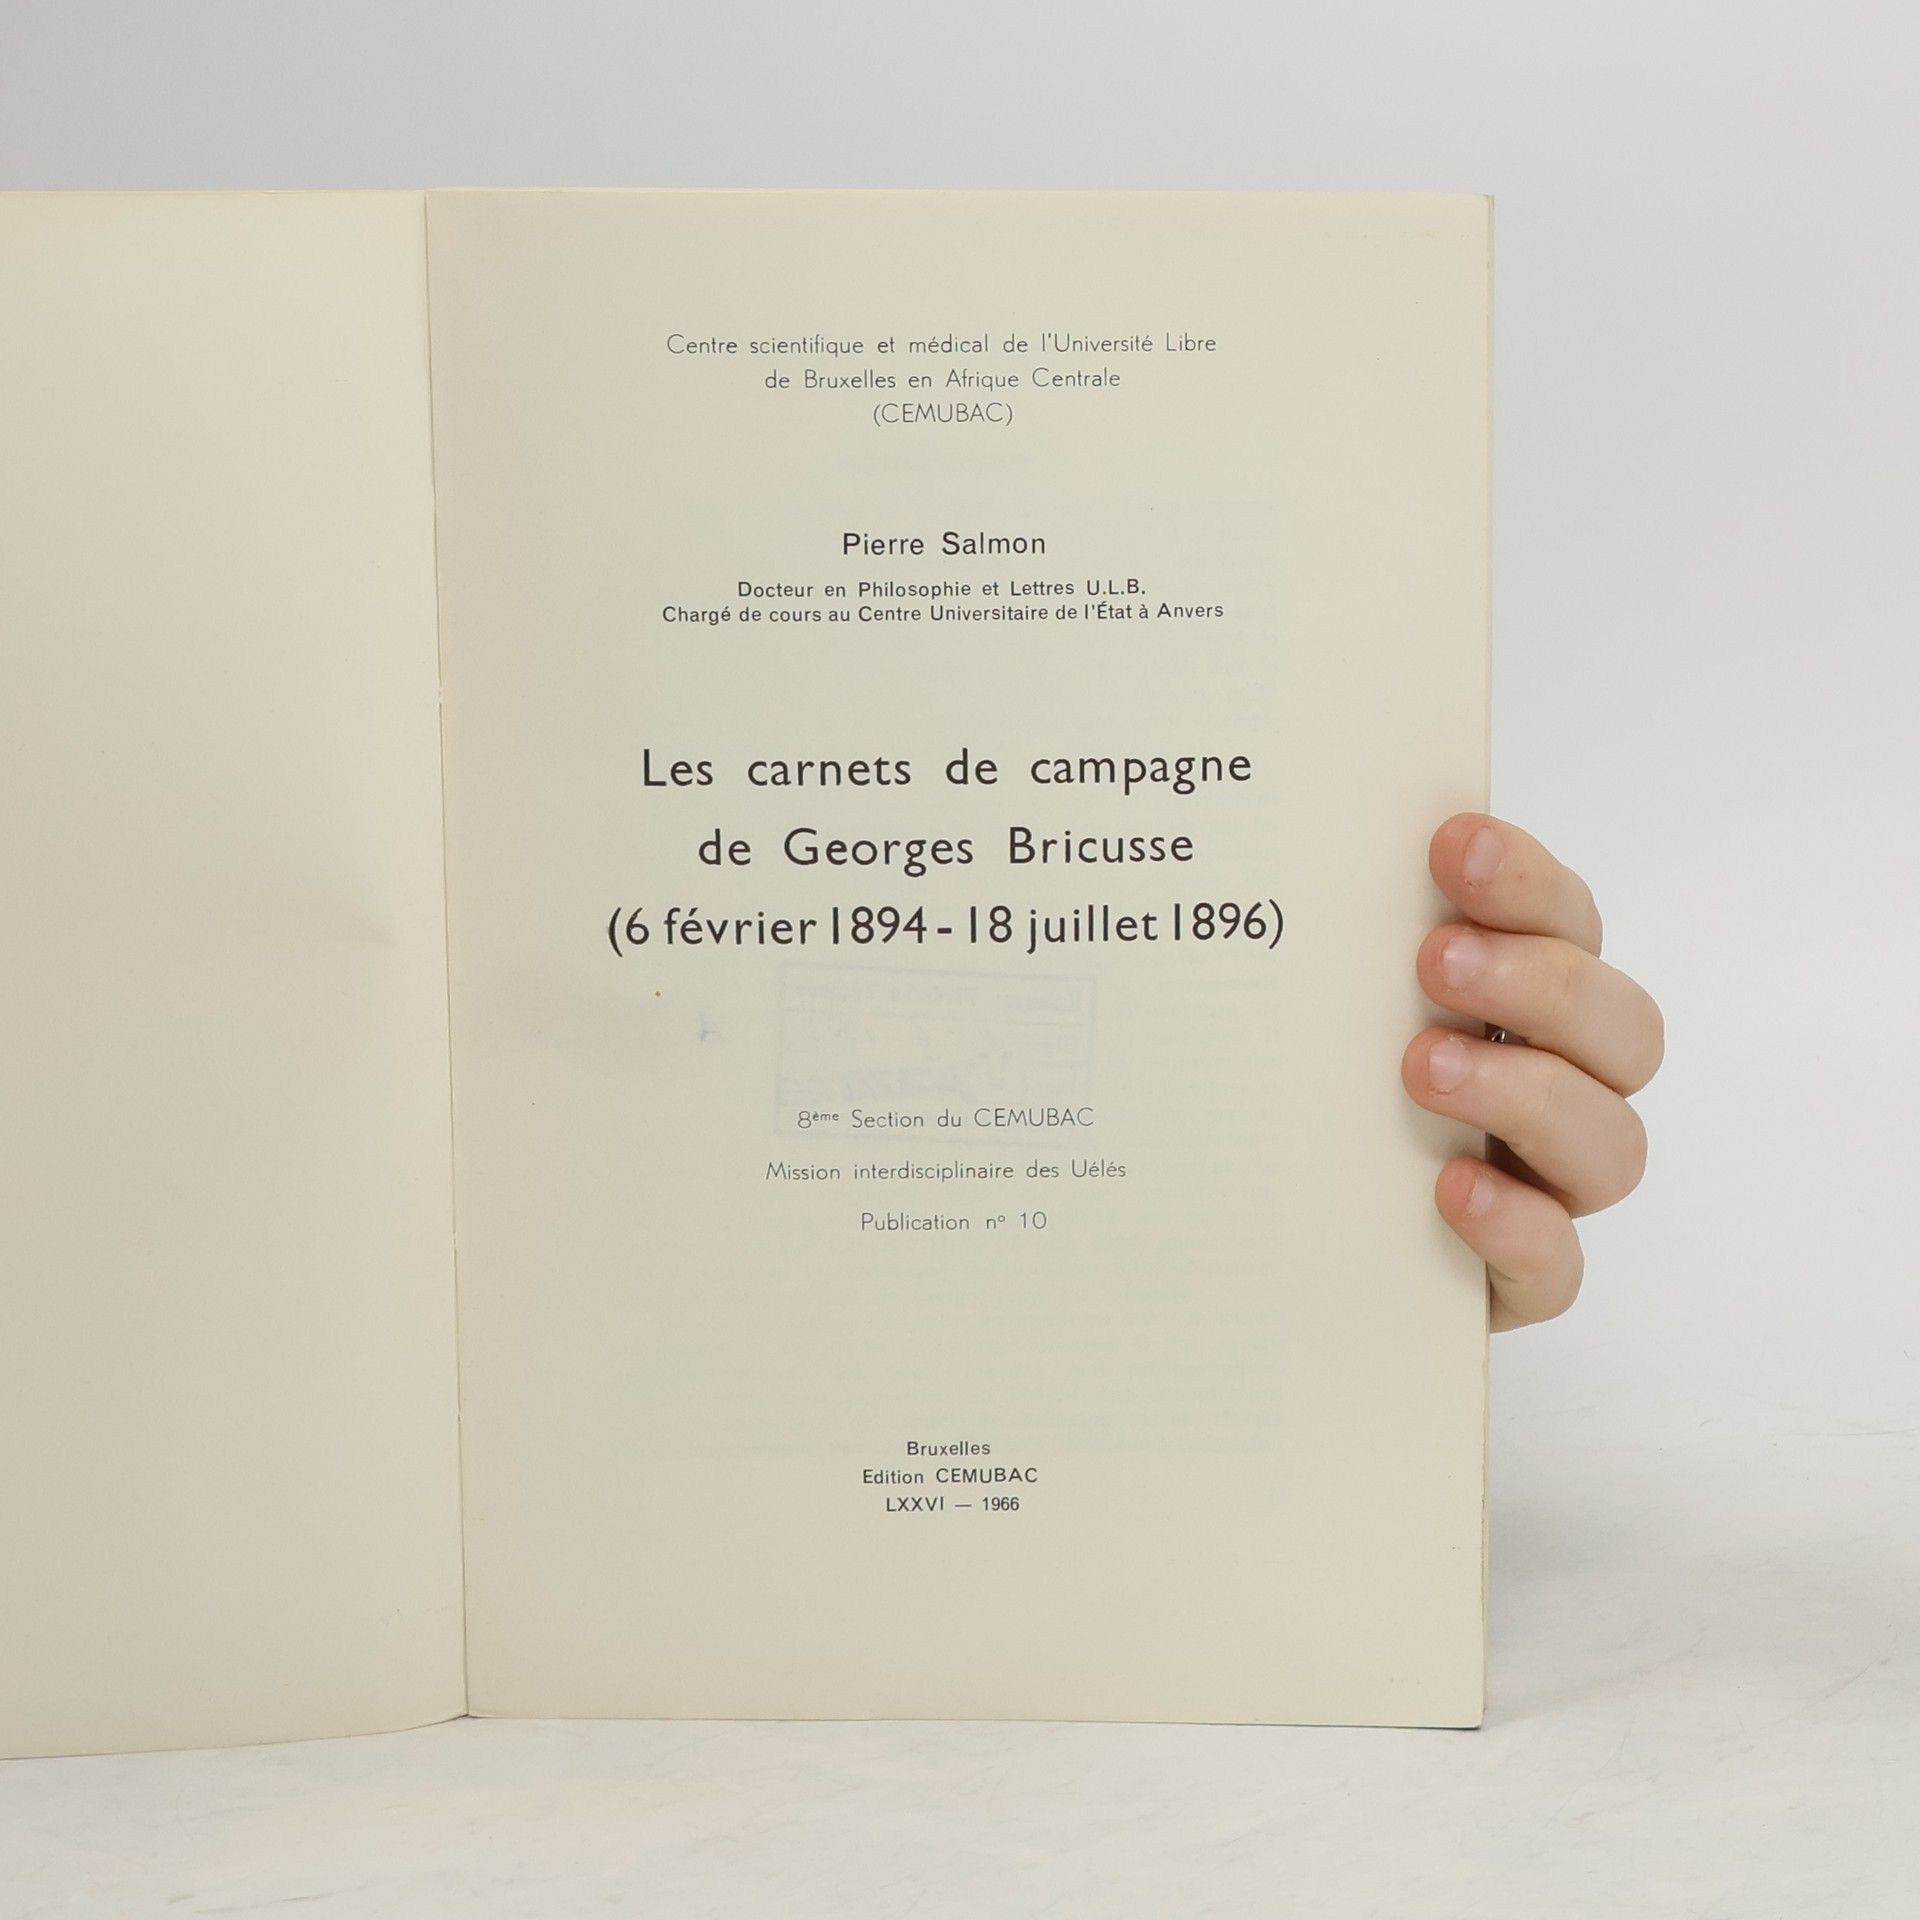 Centre scientifique et médical de l'Université Libre
de Bruxelles en Afrique Centrale
(CEMUBAC)
Pierre Salmon
Docteur en Philosophie et Lettres U.L.B.
Chargé de cours au Centre Universitaire de l'État à Anvers
Les carnets de campagne
de Georges Bricusse
(6 février 1894 - 18 juillet 1896)
8ème Section du CEMUBAC
Mission interdisciplinaire des Uélés
Publication nº 10
Bruxelles
Edition CEMUBAC
LXXVI — 1966